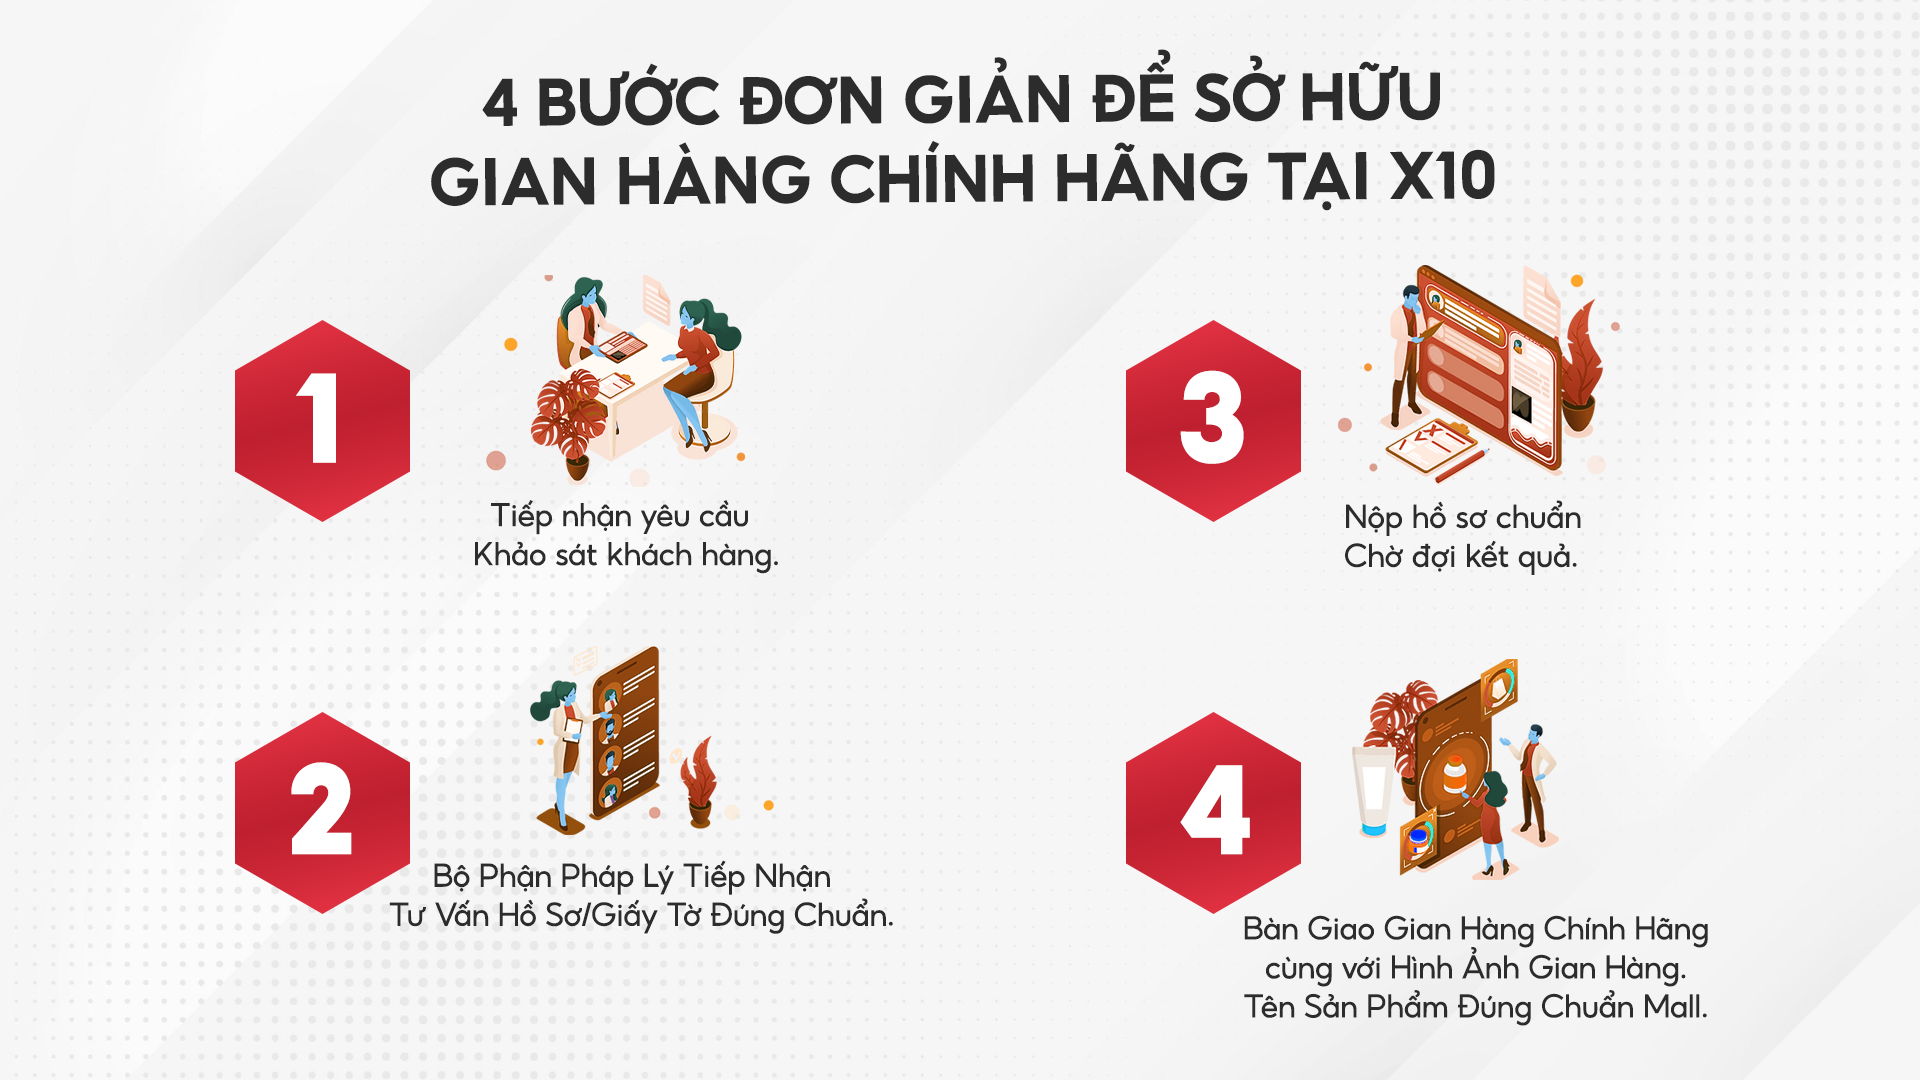 4 BƯỚC ĐƠN GIẢN ĐỂ SỞ HỮU
GIAN HÀNG CHÍNH HÃNG TẠI X10
1
Tiếp nhận yêu cầu
Khảo sát khách hàng.
2
Bộ Phận Pháp Lý Tiếp Nhận
Tư Vấn Hồ Sơ/Giấy Tờ Đúng Chuẩn.
3
Nộp hồ sơ chuẩn
Chờ đợi kết quả.
4
Bàn Giao Gian Hàng Chính Hãng
cùng với Hình Ảnh Gian Hàng.
Tên Sản Phẩm Đúng Chuẩn Mall.